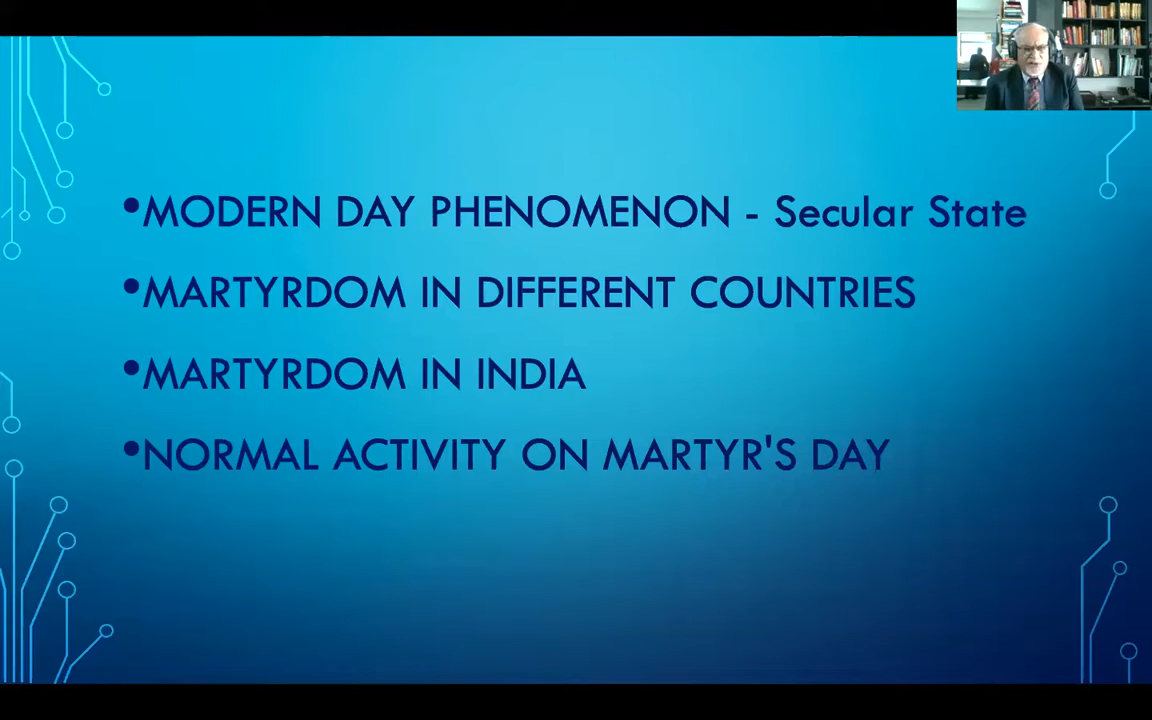 •MODERN DAY PHENOMENON - Secular State
•MARTYRDOM IN DIFFERENT COUNTRIES
•MARTYRDOM IN INDIA
•NORMAL ACTIVITY ON MARTYR'S DAY